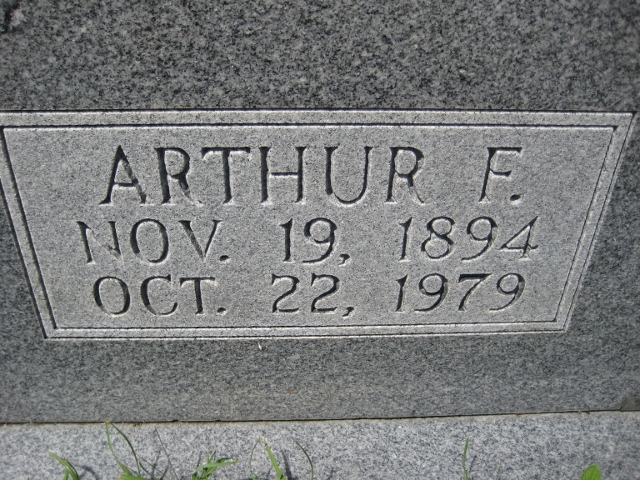 ARTHUR F.
NOV. 19, 1894
OCT. 22, 1979